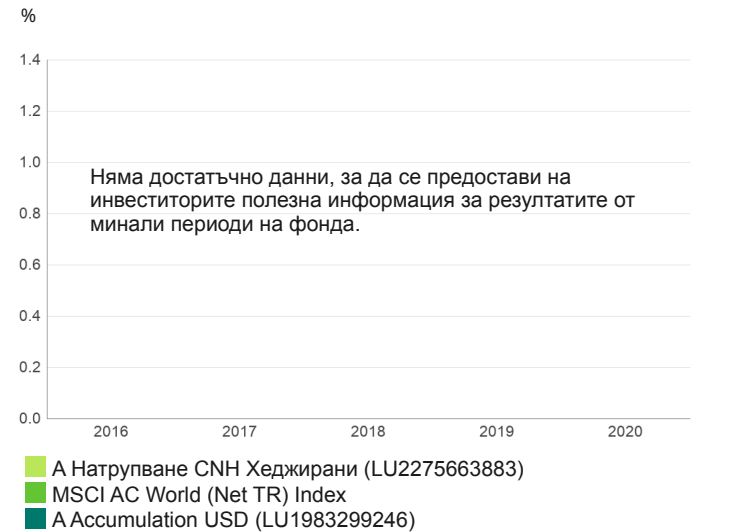 %
1.4
1.2
1.0
Няма достатъчно данни, за да се предостави на
инвеститорите полезна информация за резултатите от
минали периоди на фонда.
0.8
0.6
0.4
0.2
0.0
2016 2017 2018 2019 2020
А Натрупване CNH Хеджирани (LU2275663883)
MSCI AC World (Net TR) Index
A Accumulation USD (LU1983299246)